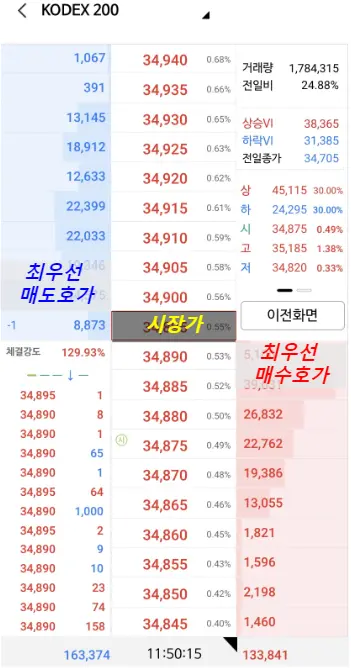 KODEX 200
1,067 34,940 0.68%
391 34,935 0.66%
13,145 34,930 0.65%
18,912 34,925 0.63%
12,633 34,920 0.62%
22,399 34,915 0.61%
22,033 34,910 0.59%
34,905 0.58%
34,900 0.56%
최우선
매도호가
-1 8,873 시장가 0.55%
거래량 1,784,315
전일비 24.88%
상승VI 38,365
하락VI 31,385
전일종가 34,705
상 45,115 30.00%
하 24,295 30.00%
시 34,875 0.49%
고 35,185 1.38%
저 34,820 0.33%
이전화면
체결강도 129.93%
34,895 1
34,890 8
34,890 1
34,890 65
34,890 1
34,895 64
34,890 1,000
34,895 2
34,890 9
34,890 10
34,890 23
34,890 74
34,890 158
34,890 0.53%
34,885 0.52%
34,880 0.50%
시 34,875 0.49%
34,870 0.48%
34,865 0.46%
34,860 0.45%
34,855 0.43%
34,850 0.42%
34,845 0.40%
최우선
매수호가
26,832
22,762
19,386
13,055
1,821
1,596
2,198
1,460
163,374 11:50:15 133,841